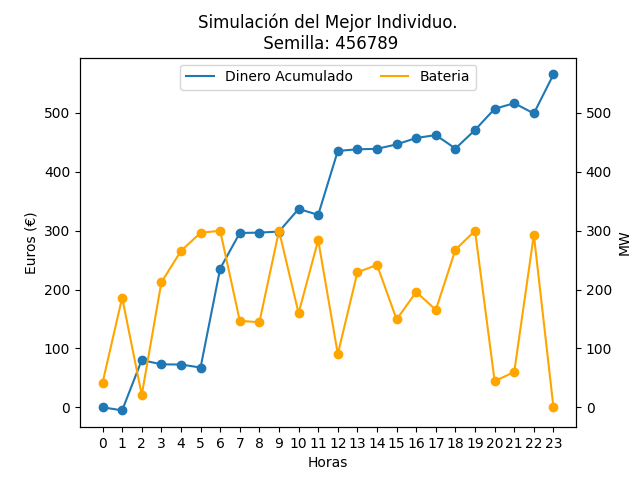 Simulación del Mejor Individuo.
Semilla: 456789
Dinero Acumulado
Bateria
500
400
300
200
100
0
Euros (€)
500
400
300
200
100
0
MW
0 1 2 3 4 5 6 7 8 9 10 11 12 13 14 15 16 17 18 19 20 21 22 23
Horas